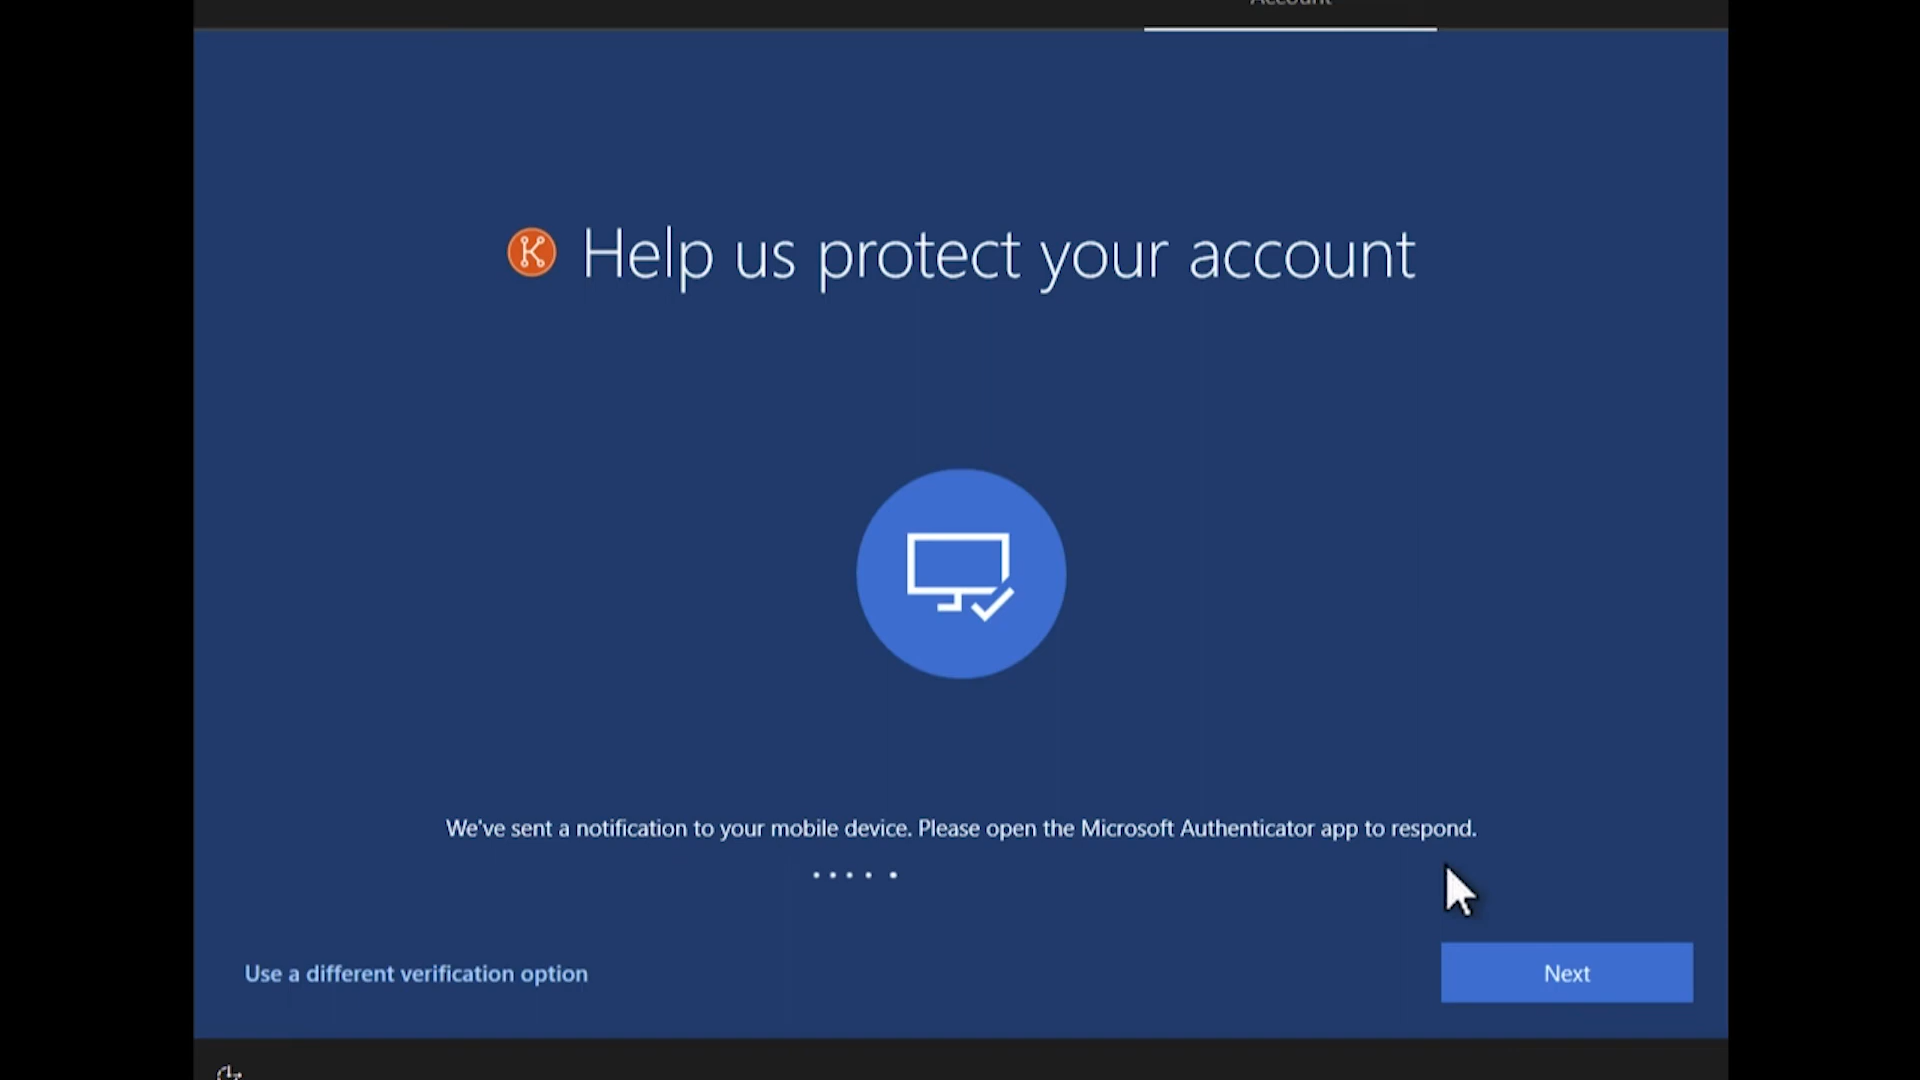 Account
Help us protect your account
We've sent a notification to your mobile device. Please open the Microsoft Authenticator app to respond.
Use a different verification option
Next